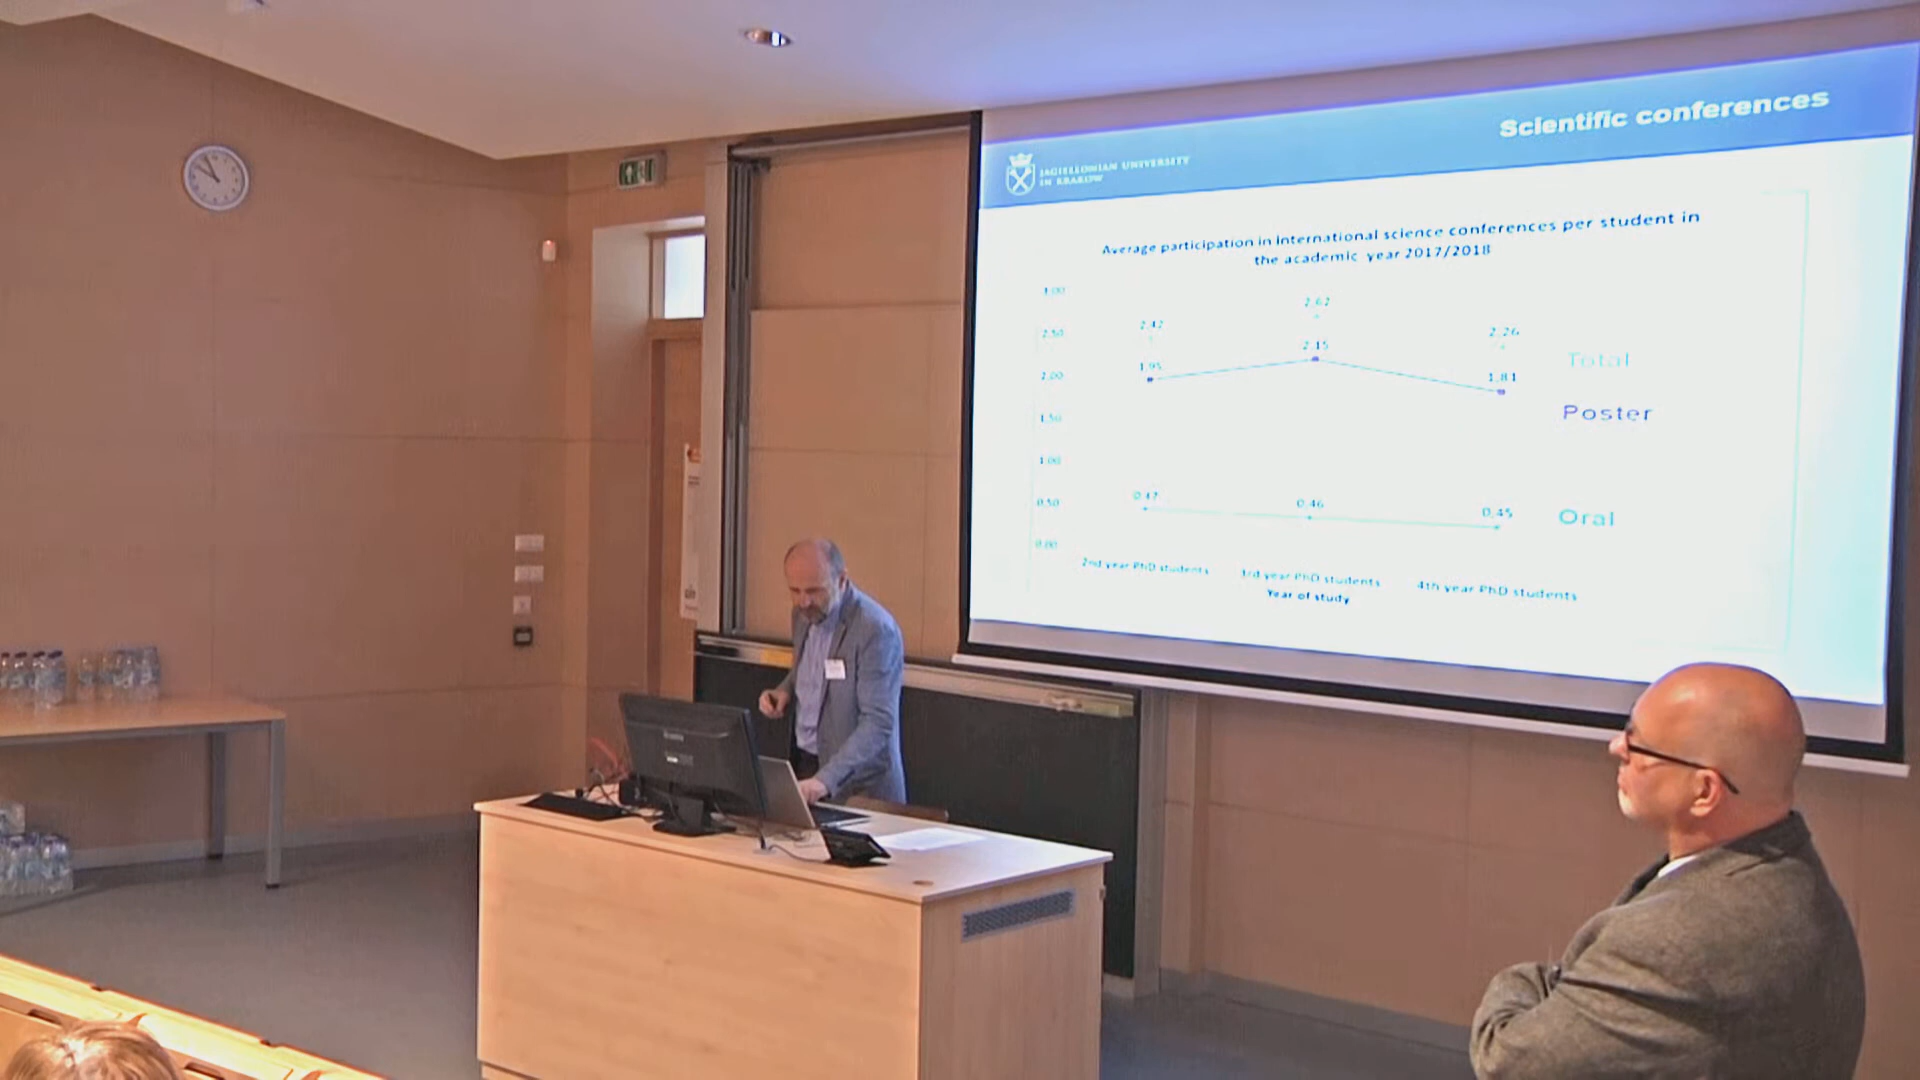 Scientific conferences
JAGIELLONIAN UNIVERSITY
IN KRAKOW
Average participation in international science conferences per student in
the academic year 2017/2018
3.00
2.50
2.00
1.50
1.00
0.50
0.00
2.42
2.62
2.26
1.95
2.15
1.81
0.47
0.46
0.45
Total
Poster
Oral
2nd year PhD students
3rd year PhD students
4th year PhD students
Year of study